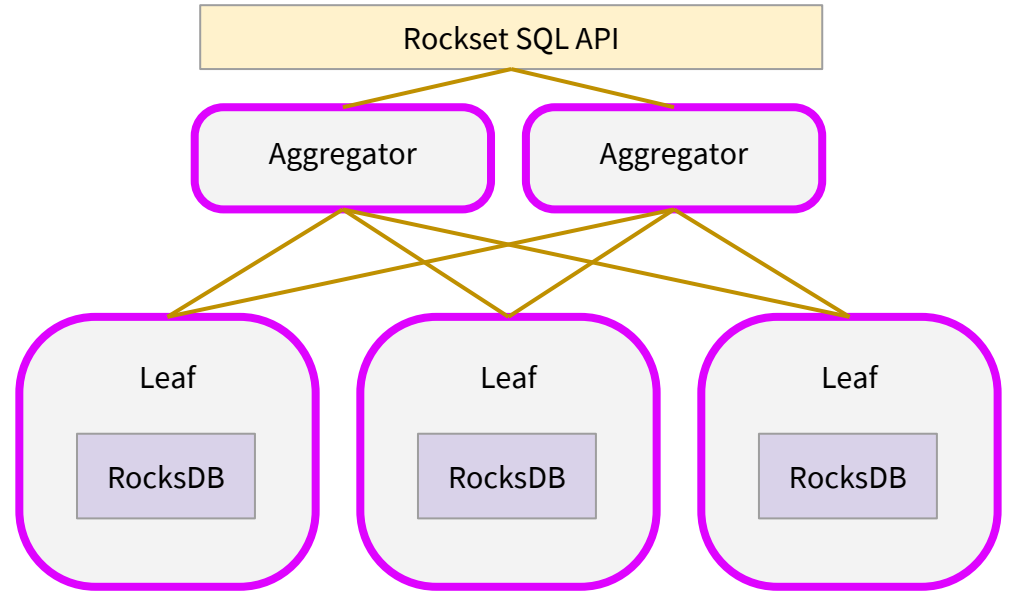 Rockset SQL API
Aggregator
Aggregator
Leaf
Leaf
Leaf
RocksDB
RocksDB
RocksDB